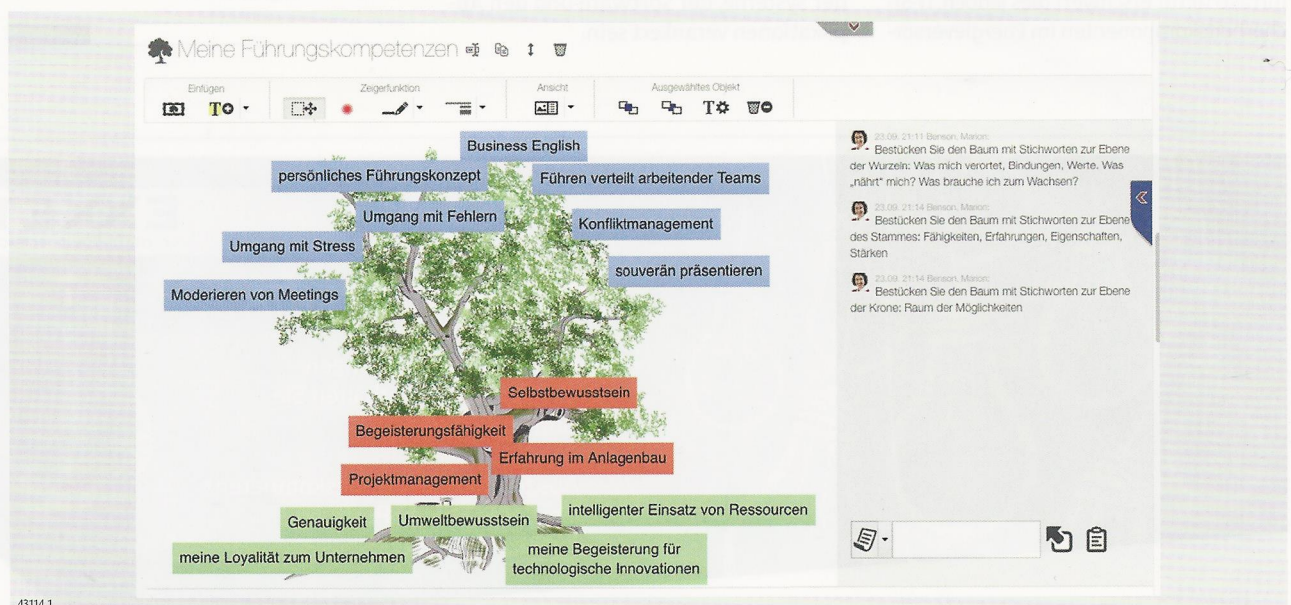 Meine Führungskompetenzen
Einfügen
Zeigerfunktion
Ansicht
Ausgewähltes Objekt
Business English
persönliches Führungskonzept
Führen verteilt arbeitender Teams
Umgang mit Fehlern
Konfliktmanagement
Umgang mit Stress
souverän präsentieren
Moderieren von Meetings
Selbstbewusstsein
Begeisterungsfähigkeit
Erfahrung im Anlagenbau
Projektmanagement
intelligenter Einsatz von Ressourcen
Genauigkeit
Umweltbewusstsein
meine Loyalität zum Unternehmen
meine Begeisterung für
technologische Innovationen
23.09. 21:11 Benson, Marion:
Bestücken Sie den Baum mit Stichworten zur Ebene
der Wurzeln: Was mich verortet, Bindungen, Werte. Was
„nährt“ mich? Was brauche ich zum Wachsen?
23.09. 21:14 Benson, Marion:
Bestücken Sie den Baum mit Stichworten zur Ebene
des Stammes: Fähigkeiten, Erfahrungen, Eigenschaften,
Stärken
23.09. 21:14 Benson, Marion:
Bestücken Sie den Baum mit Stichworten zur Ebene
der Krone: Raum der Möglichkeiten
43114.1